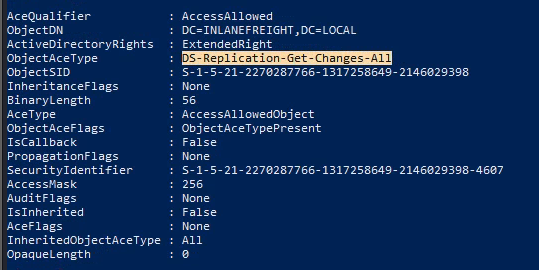 AceQualifier : AccessAllowed
ObjectDN : DC=INLANEFREIGHT,DC=LOCAL
ActiveDirectoryRights : ExtendedRight
ObjectAceType : DS-Replication-Get-Changes-All
ObjectSID : S-1-5-21-2270287766-1317258649-2146029398
InheritanceFlags : None
BinaryLength : 56
AceType : AccessAllowedObject
ObjectAceFlags : ObjectAceTypePresent
IsCallback : False
PropagationFlags : None
SecurityIdentifier : S-1-5-21-2270287766-1317258649-2146029398-4607
AccessMask : 256
AuditFlags : None
IsInherited : False
AceFlags : None
InheritedObjectAceType : All
OpaqueLength : 0